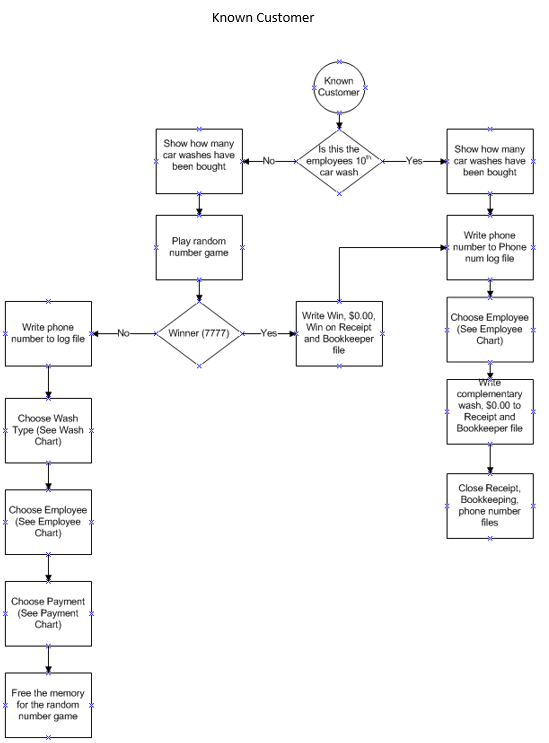 Known Customer
Known
Customer
Is this the
employees 10th
car wash
No
Yes
Show how many
car washes have
been bought
Show how many
car washes have
been bought
Play random
number game
Write phone
number to Phone
num log file
Winner (7777)
No
Yes
Write phone
number to log file
Write Win, $0.00,
Win on Receipt
and Bookkeeper
file
Choose Employee
(See Employee
Chart)
Write
complementary
wash, $0.00 to
Receipt and
Bookkeeper file
Choose Wash
Type (See Wash
Chart)
Close Receipt,
Bookkeeping,
phone number
files
Choose Employee
(See Employee
Chart)
Choose Payment
(See Payment
Chart)
Free the memory
for the random
number game